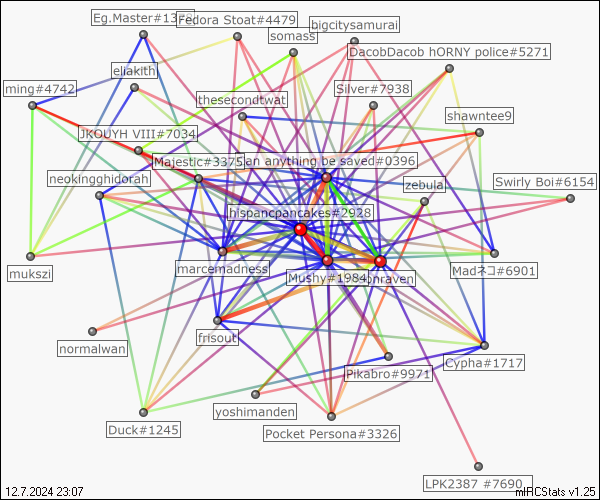 Eg.Master#13
Fedora Stoat#4479
bigcitysamurai
somass
DacobDacob hORNY police#5271
eliakith
ming#4742
Silver#7938
thesecondtwat
shawntee9
JKOUYH VIII#7034
Majestic#3375
an anything be saved#0396
neokingghidorah
zebula
Swirly Boi#6154
hispancpancakes#2928
mukszi
marcemadness
Mushy#1984
onraven
Madネコ#6901
frisout
normalwan
Cypha#1717
Pikabro#9971
yoshimanden
Duck#1245
Pocket Persona#3326
LPK2387 #7690
12.7.2024 23:07
mIRCStats v1.25